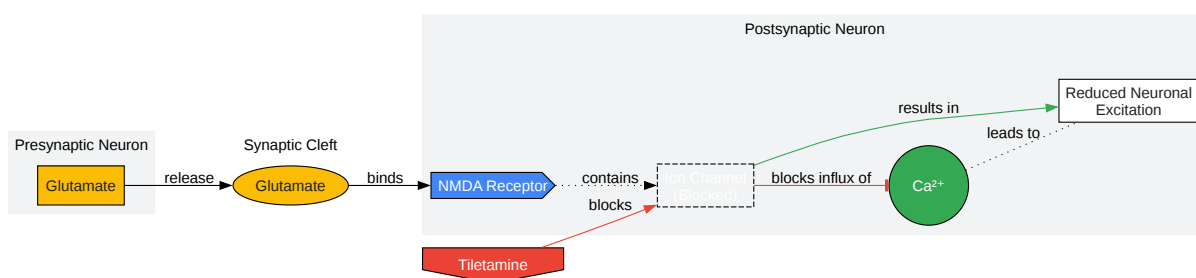 Postsynaptic Neuron
Presynaptic Neuron
Glutamate
release
Synaptic Cleft
Glutamate
binds
NMDA Receptor
contains
blocks
Tiletamine
Ion Channel
(Blocked)
results in
blocks influx of
Ca²⁺
leads to
Reduced Neuronal
Excitation